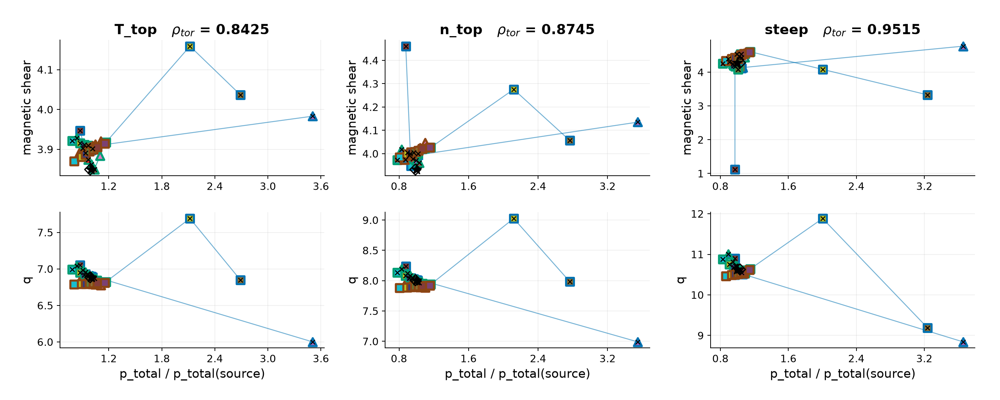 T_top ρtor = 0.8425
n_top ρtor = 0.8745
steep ρtor = 0.9515
magnetic shear
4.1
4.0
3.9
1.2 1.8 2.4 3.0 3.6
magnetic shear
4.4
4.3
4.2
4.1
4.0
0.8 1.6 2.4 3.2
magnetic shear
4
3
2
1
0.8 1.6 2.4 3.2
q
7.5
7.0
6.5
6.0
1.2 1.8 2.4 3.0 3.6
p_total / p_total(source)
q
9.0
8.5
8.0
7.5
7.0
0.8 1.6 2.4 3.2
p_total / p_total(source)
q
12
11
10
9
0.8 1.6 2.4 3.2
p_total / p_total(source)